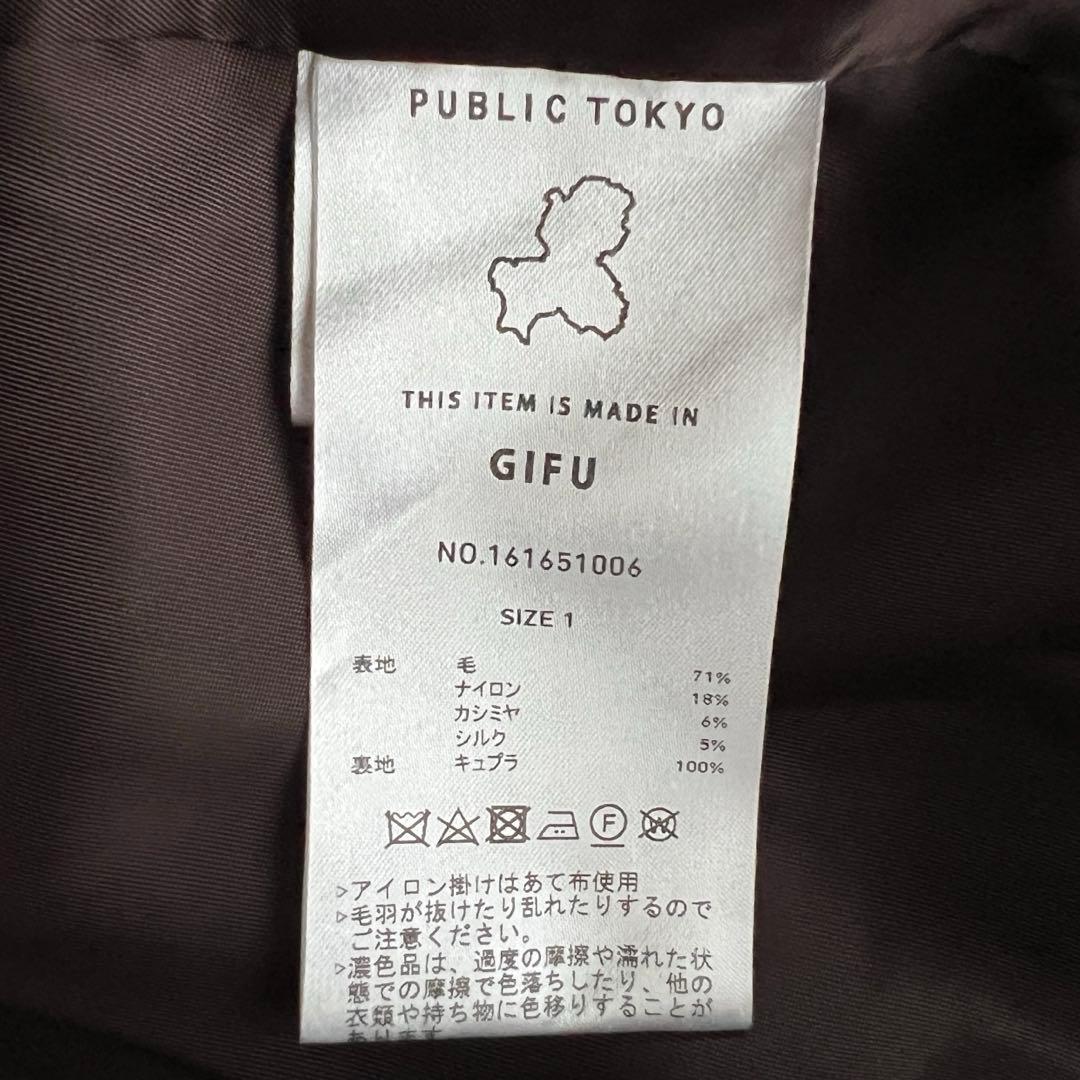 PUBLIC TOKYO
THIS ITEM IS MADE IN
GIFU
NO.161651006
SIZE 1
表地 毛 71%
ナイロン 18%
カシミヤ 6%
シルク 5%
裏地 キュプラ 100%
F W
▷アイロン掛けはあて布使用
▷毛羽が抜けたり乱れたりするので
ご注意ください。
▷濃色品は、過度の摩擦や濡れた状
態での摩擦で色落ちしたり、他の
衣類や持ち物に色移りすることが
あります